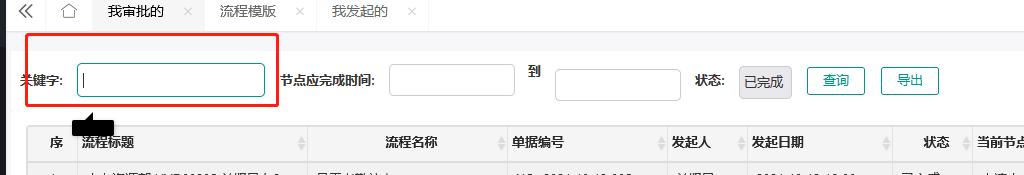 我审批的 × 流程模版 × 我发起的 ×
关键字: 节点应完成时间: 到 状态: 已完成 查询 导出
序 流程标题 流程名称 单据编号 发起人 发起日期 状态 当前节点